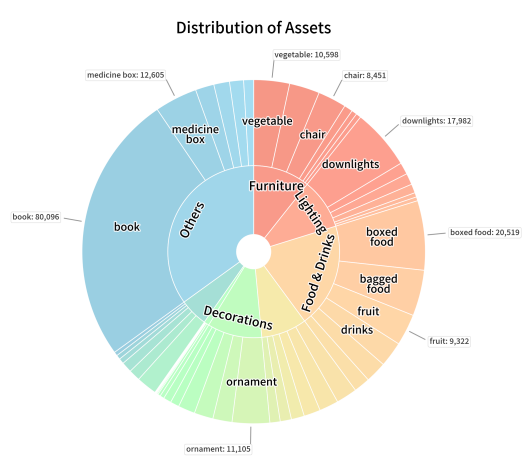 Distribution of Assets
vegetable: 10,598
medicine box: 12,605
chair: 8,451
downlights: 17,982
book: 80,096
boxed food: 20,519
fruit: 9,322
ornament: 11,105
vegetable
chair
medicine
box
downlights
Furniture
Lighting
Others
book
boxed
food
Food & Drinks
bagged
food
fruit
drinks
Decorations
ornament